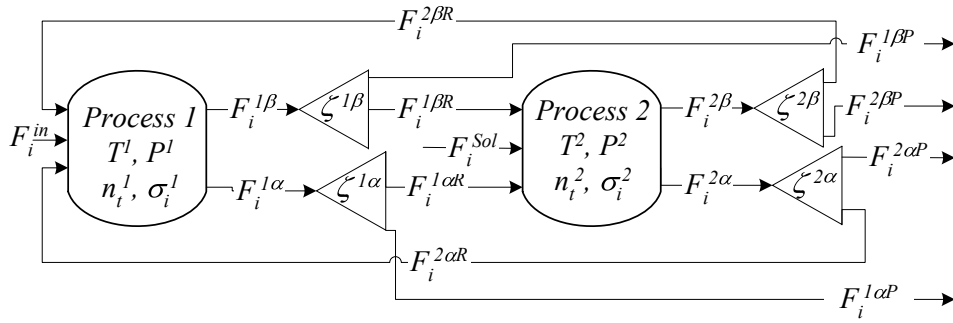 F_i^{2βR}
F_i^{1βP}
Process 1
T^1, P^1
n_t^1, σ_i^1
F_i^{in}
F_i^{1β}
ζ^{1β}
F_i^{1βR}
F_i^{Sol}
Process 2
T^2, P^2
n_t^2, σ_i^2
F_i^{2β}
ζ^{2β}
F_i^{2βP}
F_i^{2αP}
F_i^{1α}
ζ^{1α}
F_i^{1αR}
F_i^{2α}
ζ^{2α}
F_i^{2αR}
F_i^{1αP}